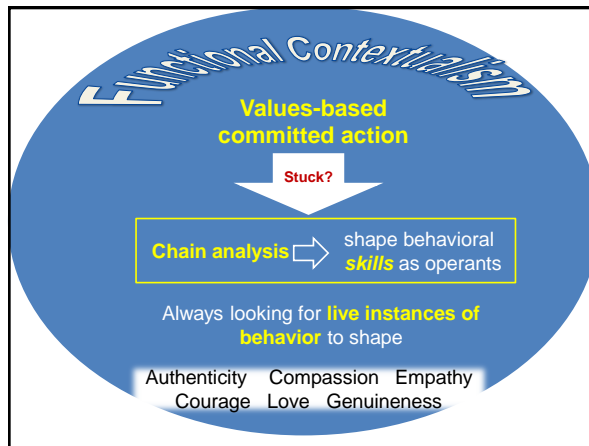 Functional Contextualism
Values-based
committed action
Stuck?
Chain analysis
shape behavioral
skills as operants
Always looking for live instances of
behavior to shape
Authenticity Compassion Empathy
Courage Love Genuineness